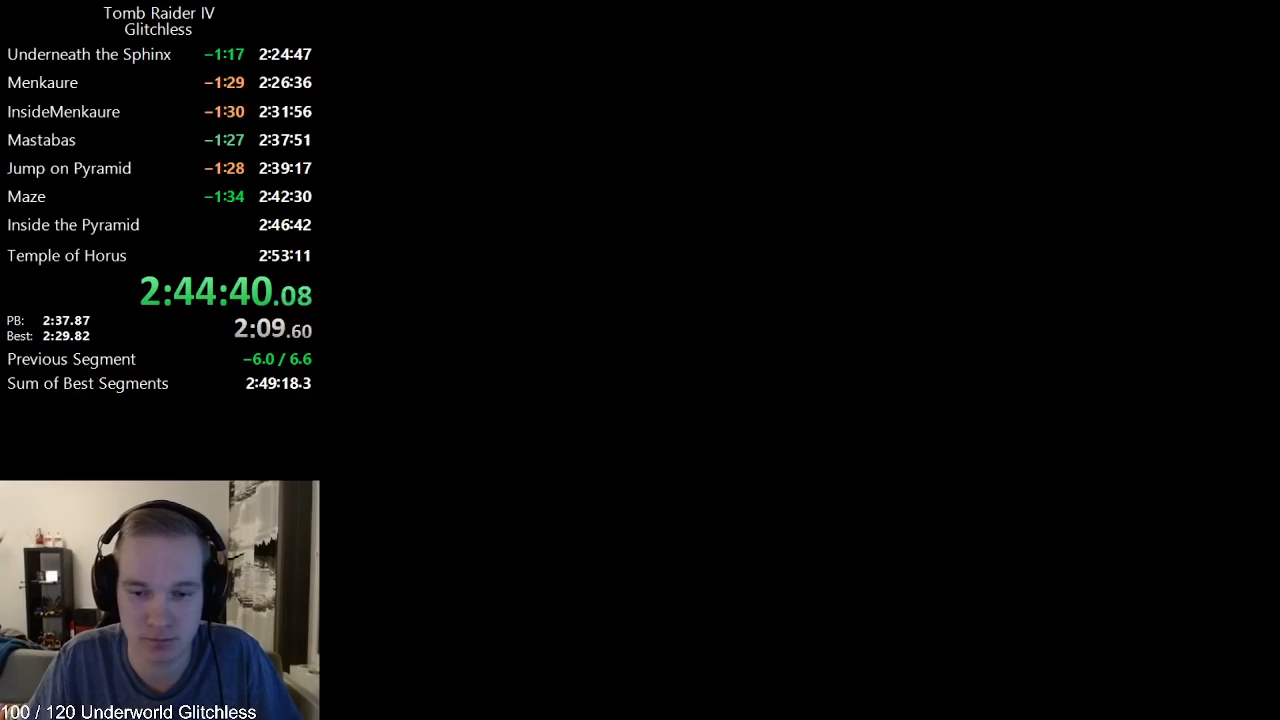 Tomb Raider IV
Glitchless
Underneath the Sphinx −1:17 2:24:47
Menkaure −1:29 2:26:36
InsideMenkaure −1:30 2:31:56
Mastabas −1:27 2:37:51
Jump on Pyramid −1:28 2:39:17
Maze −1:34 2:42:30
Inside the Pyramid 2:46:42
Temple of Horus 2:53:11
2:44:40.08
PB: 2:37.87 2:09.60
Best: 2:29.82
Previous Segment −6.0 / 6.6
Sum of Best Segments 2:49:18.3
100 / 120 Underworld Glitchless